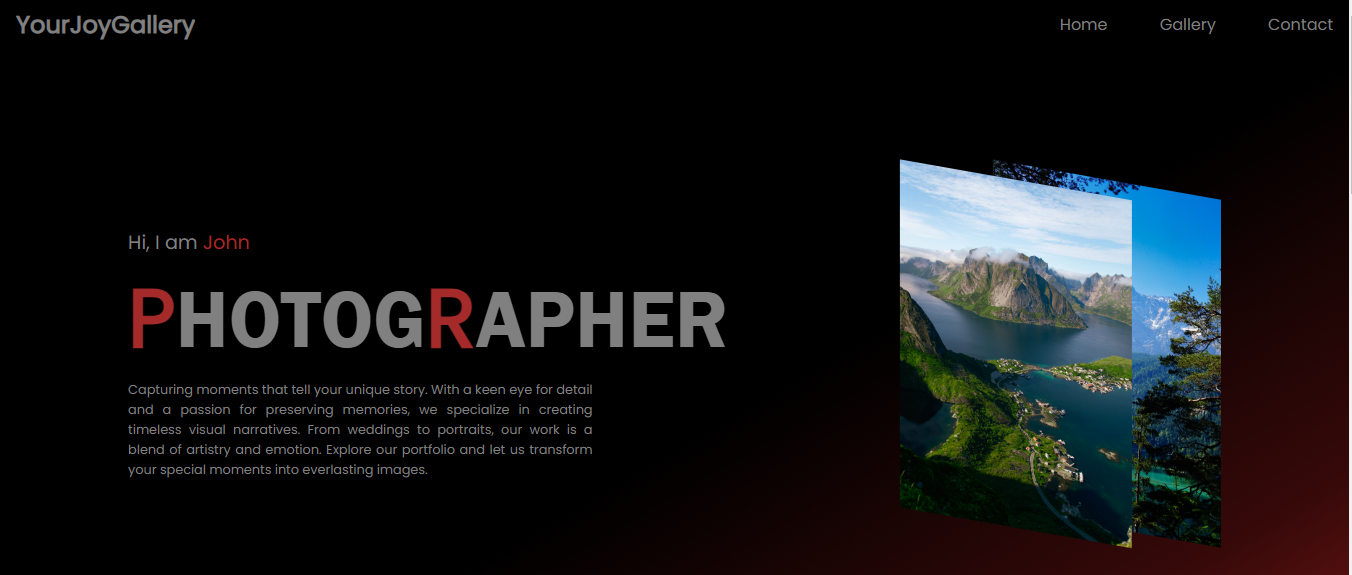 YourJoyGallery
Home Gallery Contact
Hi, I am John
PHOTOGRAPHER
Capturing moments that tell your unique story. With a keen eye for detail
and a passion for preserving memories, we specialize in creating
timeless visual narratives. From weddings to portraits, our work is a
blend of artistry and emotion. Explore our portfolio and let us transform
your special moments into everlasting images.